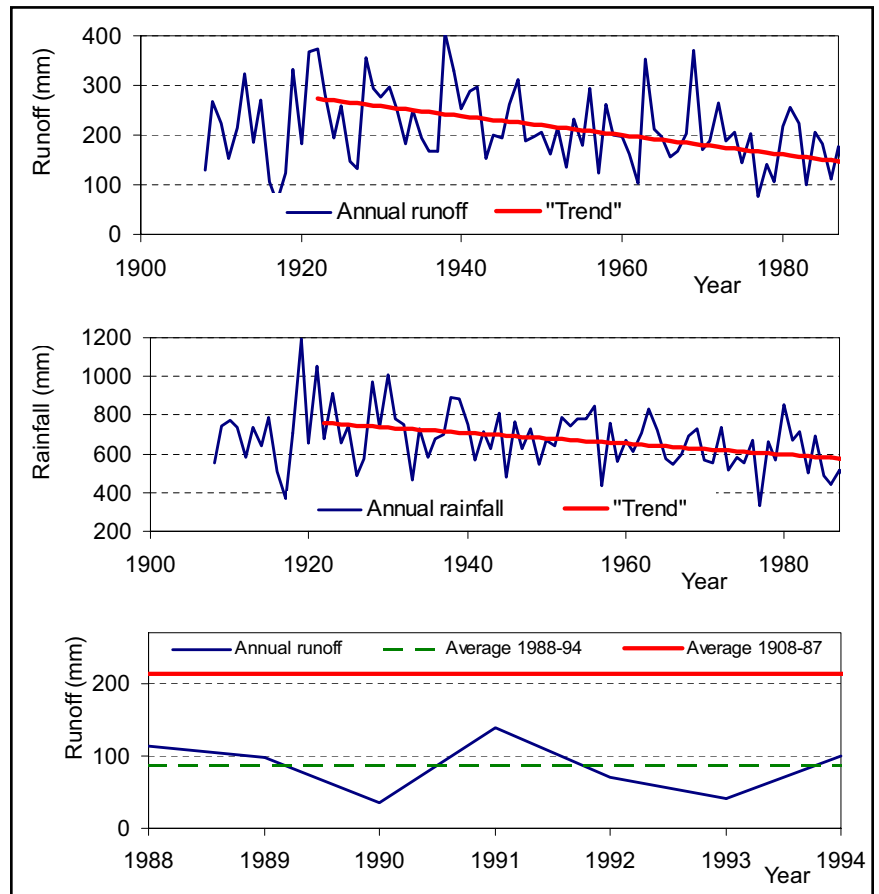 400
300
200
100
0
Runoff (mm)
Annual runoff "Trend"
1900 1920 1940 1960 1980
Year
1200
1000
800
600
400
200
Rainfall (mm)
Annual rainfall "Trend"
1900 1920 1940 1960 1980
Year
Annual runoff Average 1988-94 Average 1908-87
200
100
0
Runoff (mm)
1988 1989 1990 1991 1992 1993 1994
Year